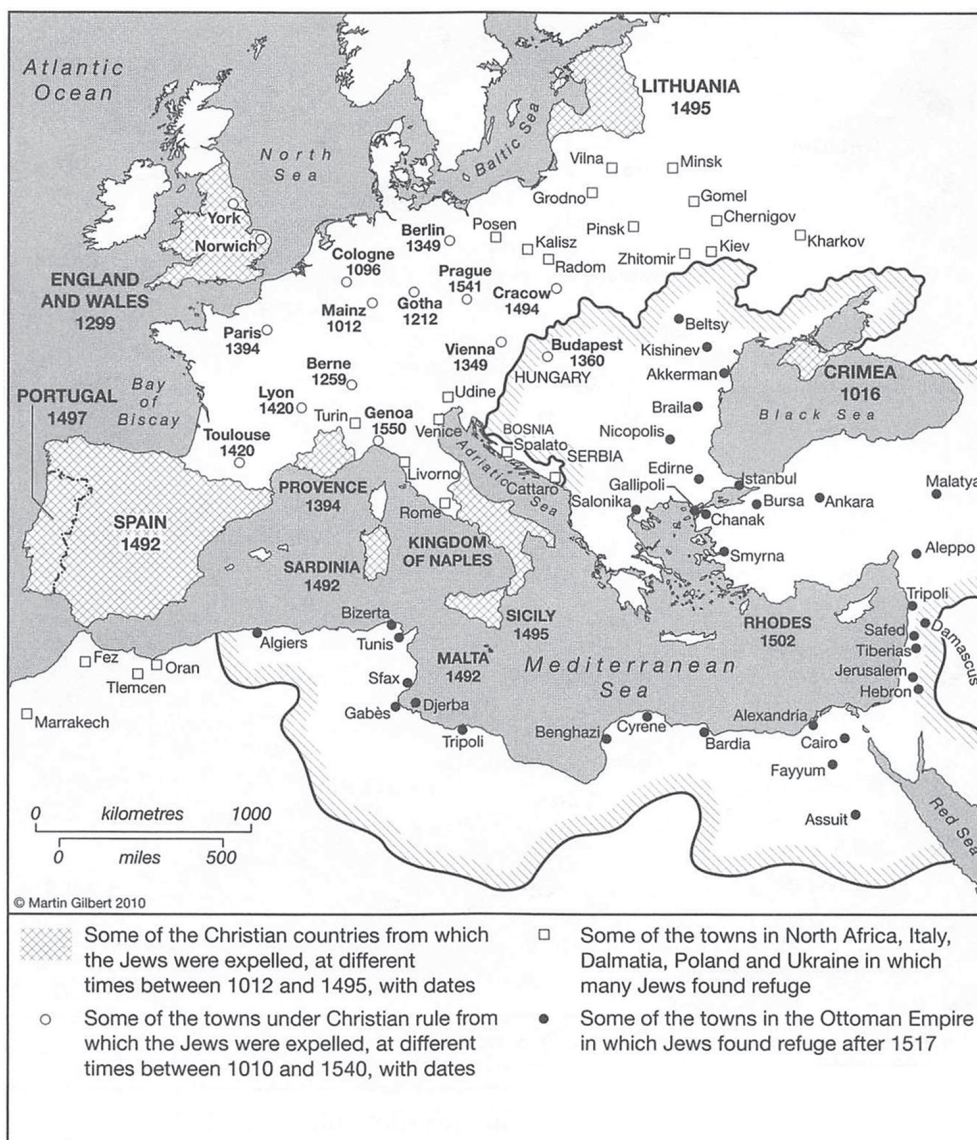 Atlantic
Ocean
North
Sea
Baltic Sea
LITHUANIA
1495
Vilna
Minsk
Grodno
Gomel
Chernigov
Pinsk
Kharkov
Zhitomir
Kiev
York
Norwich
Berlin
1349
Posen
Kalisz
Radom
Cologne
1096
Prague
1541
Cracow
1494
ENGLAND
AND WALES
1299
Mainz
1012
Gotha
1212
Paris
1394
Vienna
1349
Budapest
1360
HUNGARY
Beltsy
Kishinev
Akkerman
CRIMEA
1016
Black Sea
Berne
1259
Bay
of
Biscay
PORTUGAL
1497
Lyon
1420
Turin
Genoa
1550
Udine
Venice
BOSNIA
Spalato
SERBIA
Braila
Nicopolis
Toulouse
1420
Livorno
Adriatic Sea
Cattaro
Edirne
Gallipoli
Istanbul
Bursa
Ankara
Malatya
PROVENCE
1394
Rome
Salonika
Chanak
SPAIN
1492
KINGDOM
OF NAPLES
Smyrna
Aleppo
SARDINIA
1492
Bizerta
SICILY
1495
RHODES
1502
Tripoli
Damascus
Algiers
Tunis
Safed
Tiberias
Fez
Oran
Tlemcen
MALTA
1492
Mediterranean
Sea
Jerusalem
Hebron
Sfax
Marrakech
Gabès
Djerba
Tripoli
Benghazi
Cyrene
Bardia
Alexandria
Cairo
Fayyum
Assuit
Red Sea
0 kilometres 1000
0 miles 500
© Martin Gilbert 2010
Some of the Christian countries from which
the Jews were expelled, at different
times between 1012 and 1495, with dates
Some of the towns under Christian rule from
which the Jews were expelled, at different
times between 1010 and 1540, with dates
Some of the towns in North Africa, Italy,
Dalmatia, Poland and Ukraine in which
many Jews found refuge
Some of the towns in the Ottoman Empire
in which Jews found refuge after 1517